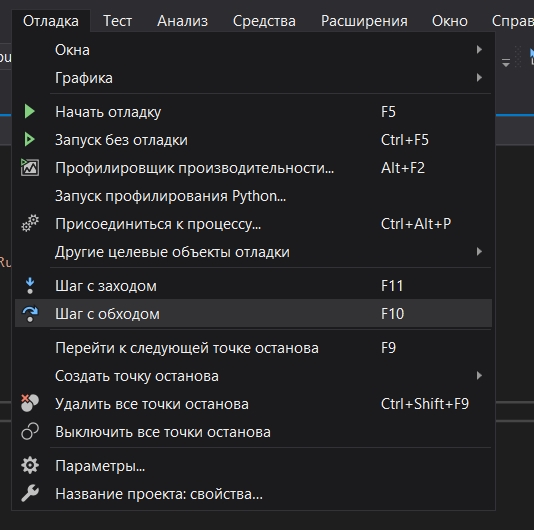 Отладка Тест Анализ Средства Расширения Окно
Окна
Графика
Начать отладку F5
Запуск без отладки Ctrl+F5
Профилировщик производительности... Alt+F2
Запуск профилирования Python...
Присоединиться к процессу... Ctrl+Alt+P
Другие целевые объекты отладки
Шаг с заходом F11
Шаг с обходом F10
Перейти к следующей точке останова F9
Создать точку останова
Удалить все точки останова Ctrl+Shift+F9
Выключить все точки останова
Параметры...
Название проекта: свойства...